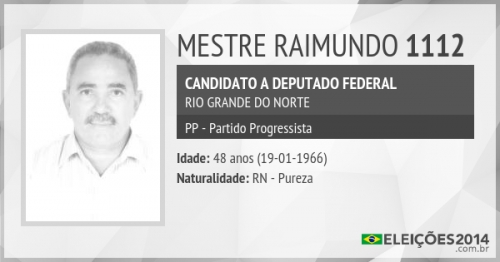 MESTRE RAIMUNDO 1112
CANDIDATO A DEPUTADO FEDERAL
RIO GRANDE DO NORTE
PP - Partido Progressista
Idade: 48 anos (19-01-1966)
Naturalidade: RN - Pureza
ELEIÇÕES2014
.com.br